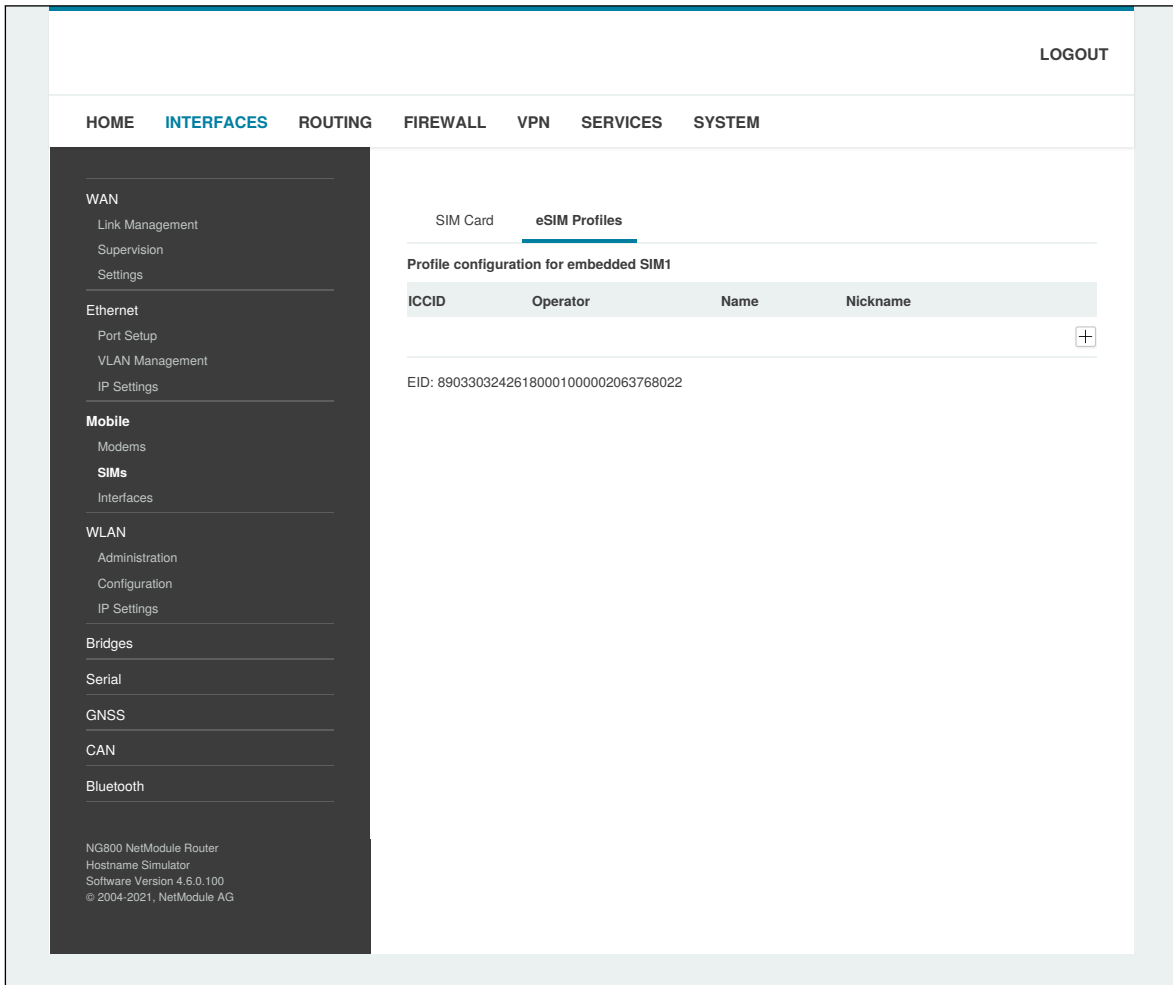 LOGOUT
HOME INTERFACES ROUTING FIREWALL VPN SERVICES SYSTEM
WAN
Link Management
Supervision
Settings
Ethernet
Port Setup
VLAN Management
IP Settings
Mobile
Modems
SIMs
Interfaces
WLAN
Administration
Configuration
IP Settings
Bridges
Serial
GNSS
CAN
Bluetooth
NG800 NetModule Router
Hostname Simulator
Software Version 4.6.0.100
© 2004-2021, NetModule AG
SIM Card eSIM Profiles
Profile configuration for embedded SIM1
ICCID Operator Name Nickname
EID: 89033032426180001000002063768022